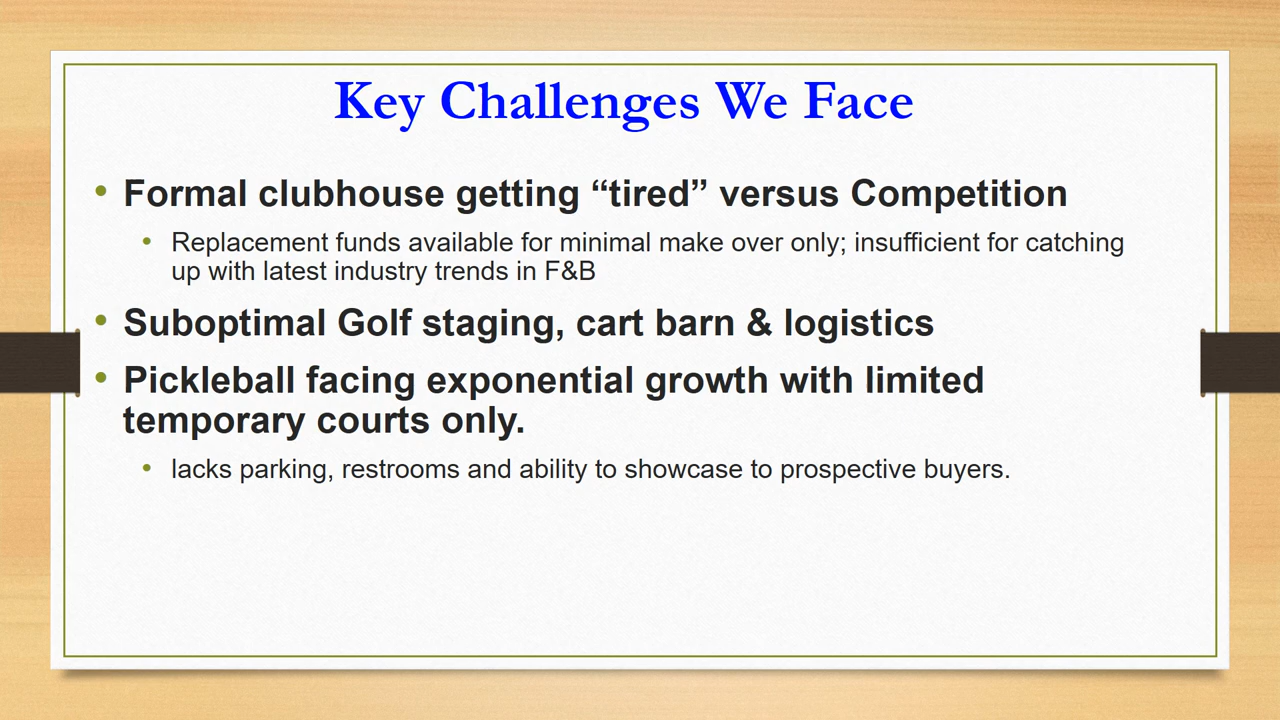 Key Challenges We Face
• Formal clubhouse getting “tired” versus Competition
• Replacement funds available for minimal make over only; insufficient for catching
up with latest industry trends in F&B
• Suboptimal Golf staging, cart barn & logistics
• Pickleball facing exponential growth with limited
temporary courts only.
• lacks parking, restrooms and ability to showcase to prospective buyers.